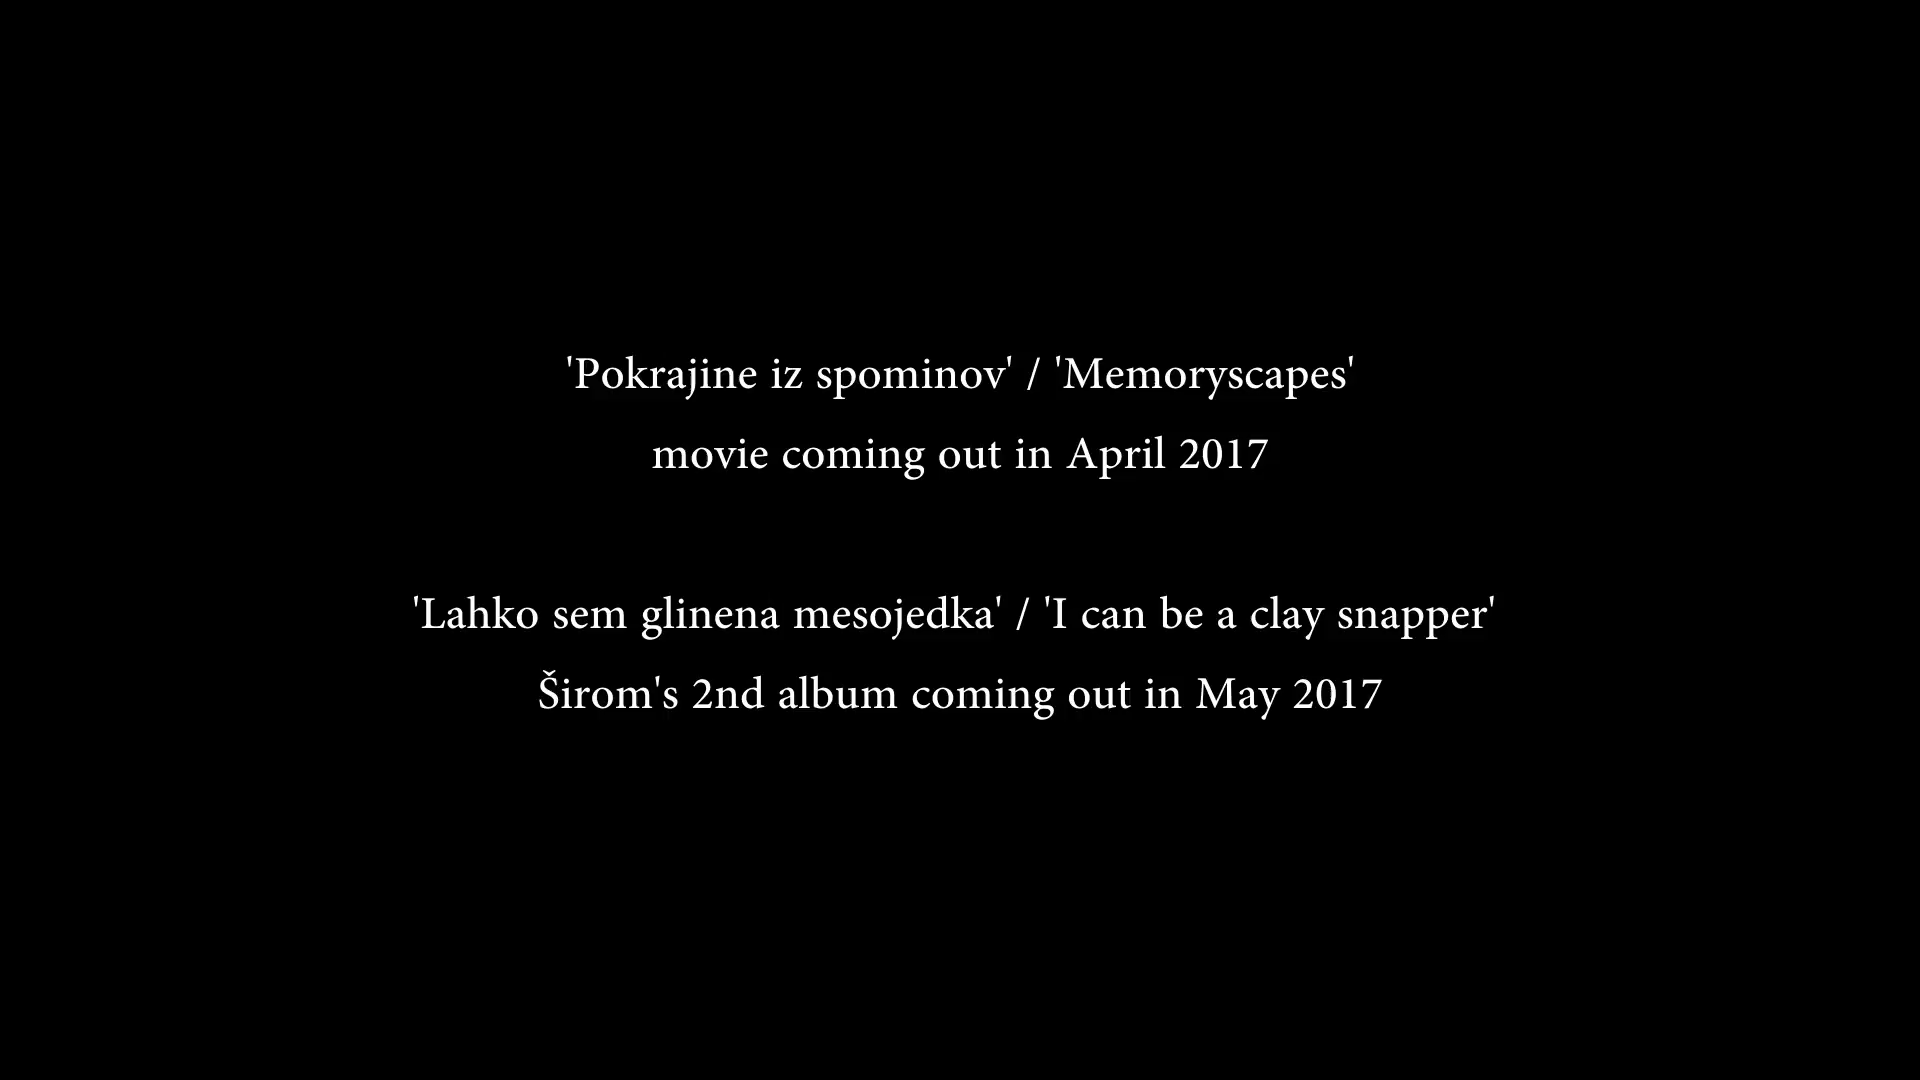 'Pokrajine iz spominov' / 'Memoryscapes'
movie coming out in April 2017
'Lahko sem glinena mesojedka' / 'I can be a clay snapper'
Širom's 2nd album coming out in May 2017